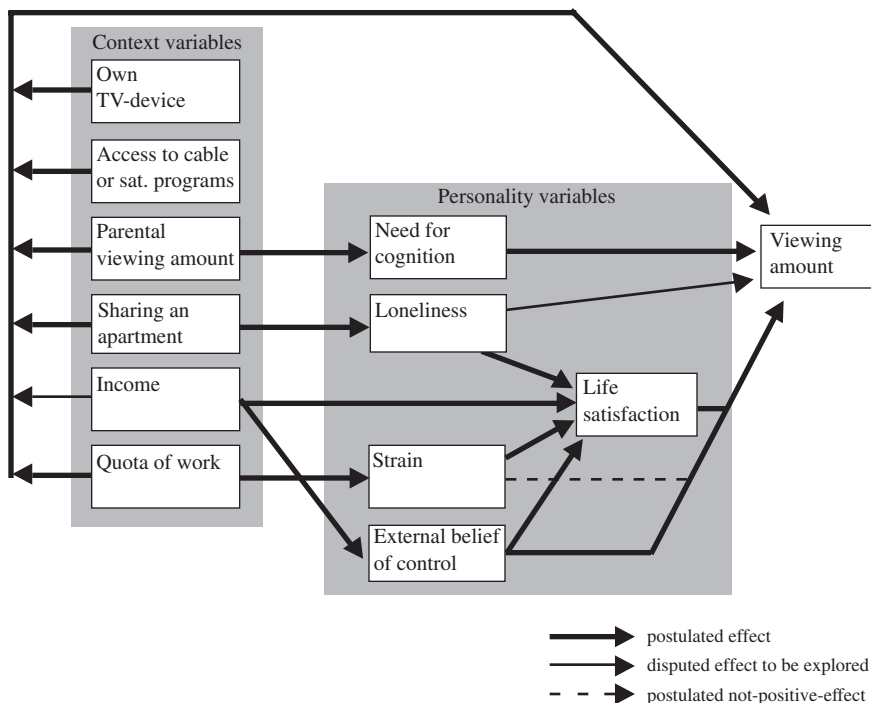 Context variables
Own
TV-device
Access to cable
or sat. programs
Parental
viewing amount
Sharing an
apartment
Income
Quota of work
Personality variables
Need for
cognition
Loneliness
Life
satisfaction
Strain
External belief
of control
Viewing
amount
postulated effect
disputed effect to be explored
postulated not-positive-effect